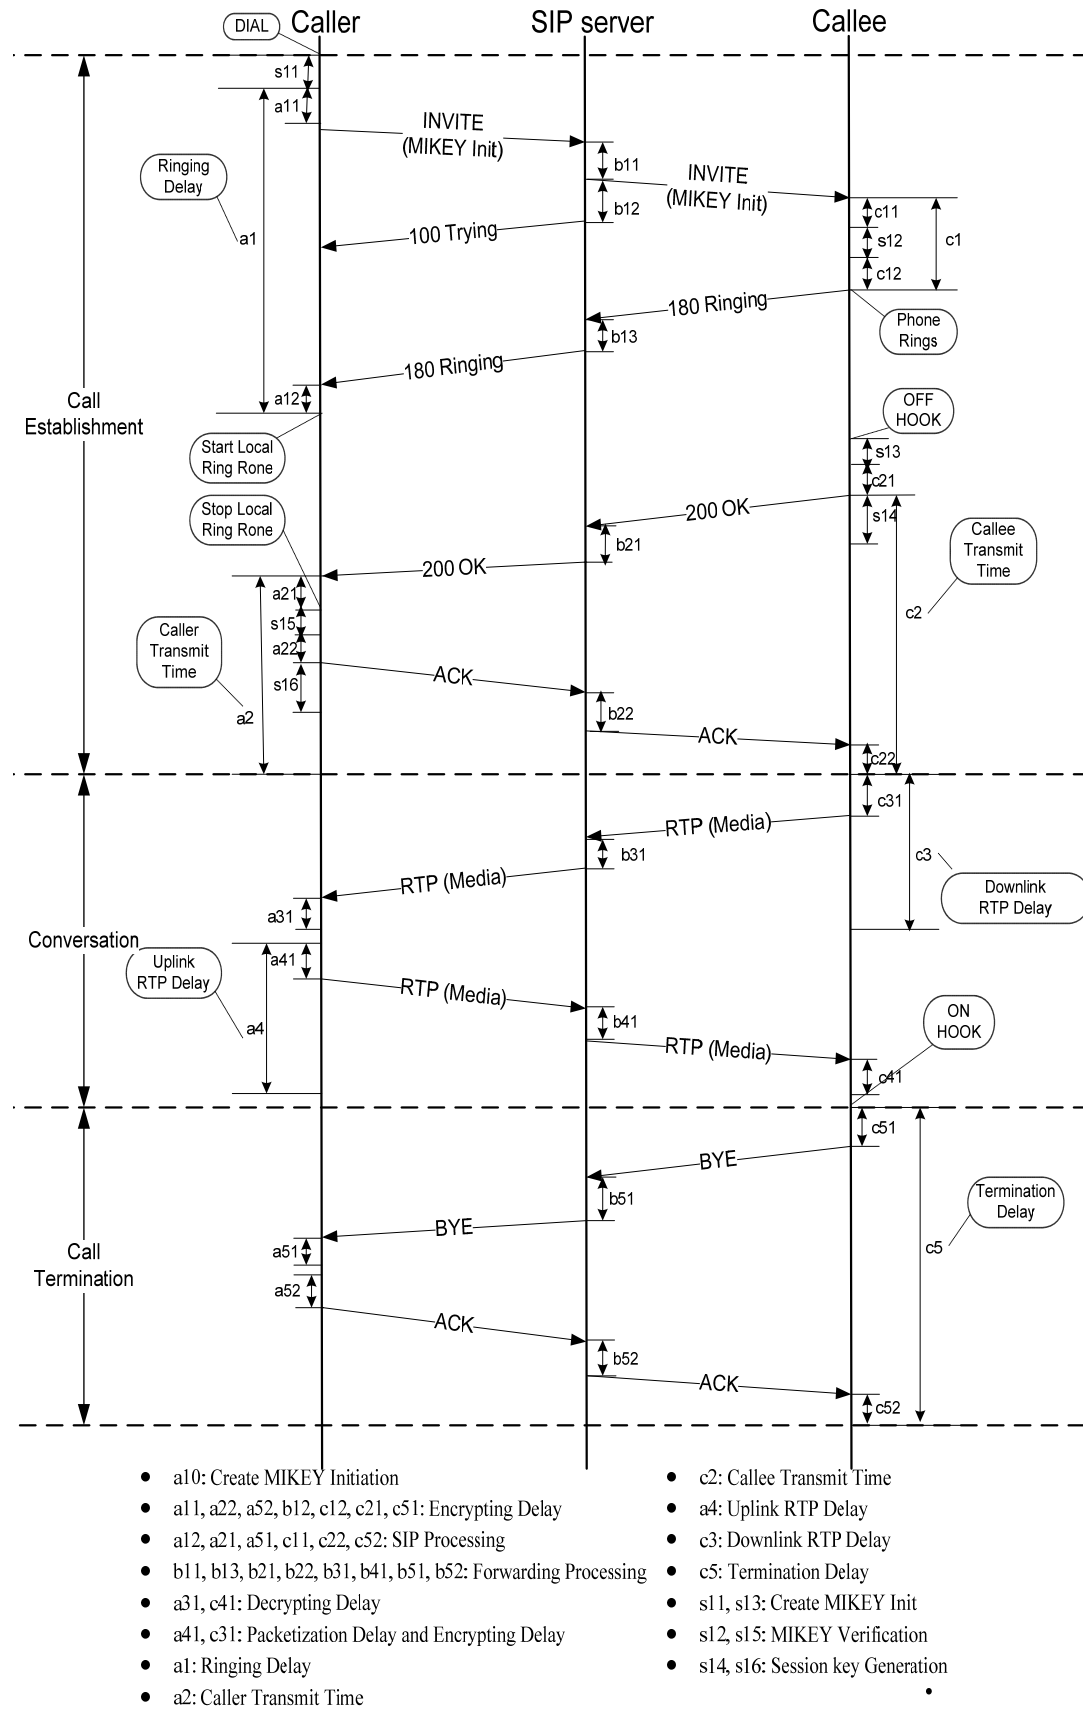 DIAL
Caller
SIP server
Callee
s11
a11
INVITE
(MIKEY Init)
b11
INVITE
(MIKEY Init)
Ringing
Delay
b12
c11
100 Trying
a1
s12
c1
c12
180 Ringing
Phone
Rings
b13
180 Ringing
a12
Call
Establishment
OFF
HOOK
Start Local
Ring Rone
s13
c21
Stop Local
Ring Rone
200 OK
s14
b21
Callee
Transmit
Time
200 OK
a21
c2
s15
Caller
Transmit
Time
a22
ACK
s16
a2
b22
ACK
c22
c31
RTP (Media)
b31
c3
RTP (Media)
Downlink
RTP Delay
a31
Conversation
a41
Uplink
RTP Delay
RTP (Media)
ON
HOOK
a4
b41
RTP (Media)
c41
c51
BYE
Termination
Delay
b51
BYE
c5
Call
Termination
a51
a52
ACK
b52
ACK
c52
• a10: Create MIKEY Initiation
• a11, a22, a52, b12, c12, c21, c51: Encrypting Delay
• a12, a21, a51, c11, c22, c52: SIP Processing
• b11, b13, b21, b22, b31, b41, b51, b52: Forwarding Processing
• a31, c41: Decrypting Delay
• a41, c31: Packetization Delay and Encrypting Delay
• a1: Ringing Delay
• a2: Caller Transmit Time
• c2: Callee Transmit Time
• a4: Uplink RTP Delay
• c3: Downlink RTP Delay
• c5: Termination Delay
• s11, s13: Create MIKEY Init
• s12, s15: MIKEY Verification
• s14, s16: Session key Generation
•